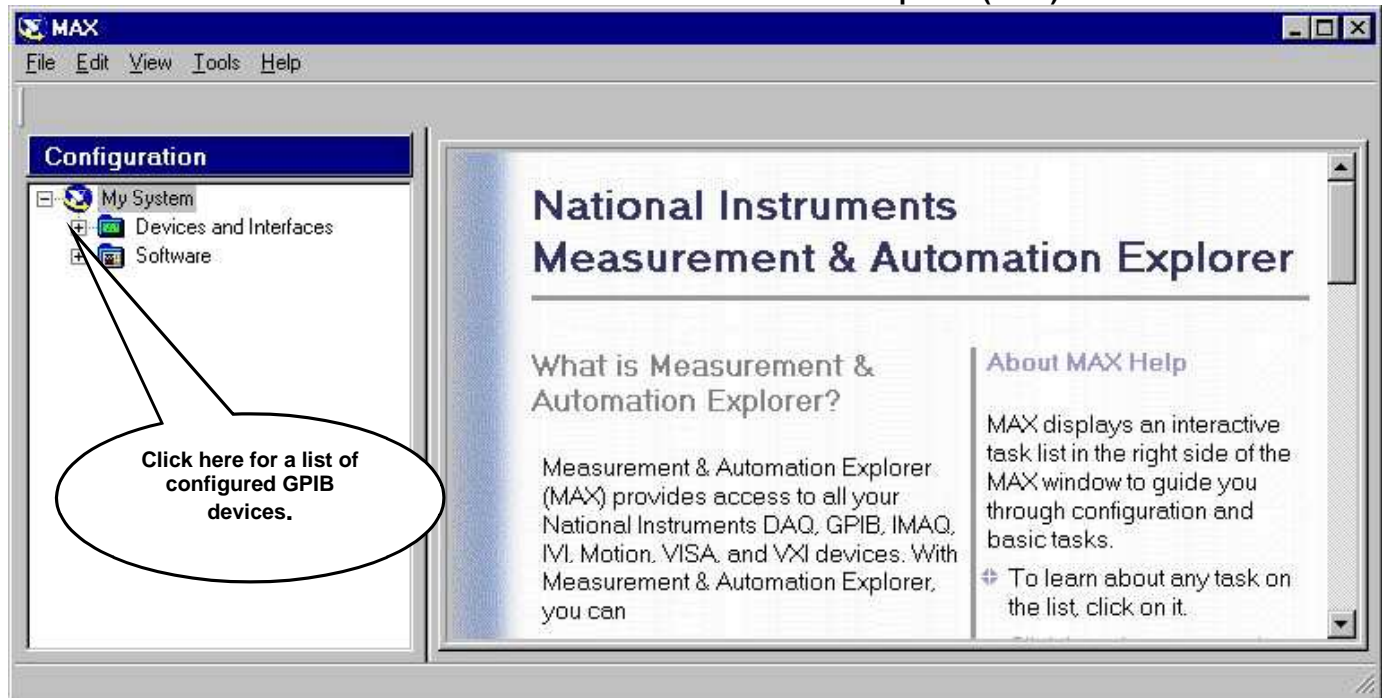 MAX
File Edit View Tools Help
Configuration
My System
Devices and Interfaces
Software
Click here for a list of
configured GPIB
devices.
National Instruments
Measurement & Automation Explorer
What is Measurement &
Automation Explorer?
Measurement & Automation Explorer
(MAX) provides access to all your
National Instruments DAQ, GPIB, IMAQ,
IVI, Motion, VISA, and VXI devices. With
Measurement & Automation Explorer,
you can
About MAX Help
MAX displays an interactive
task list in the right side of the
MAX window to guide you
through configuration and
basic tasks.
To learn about any task on
the list, click on it.